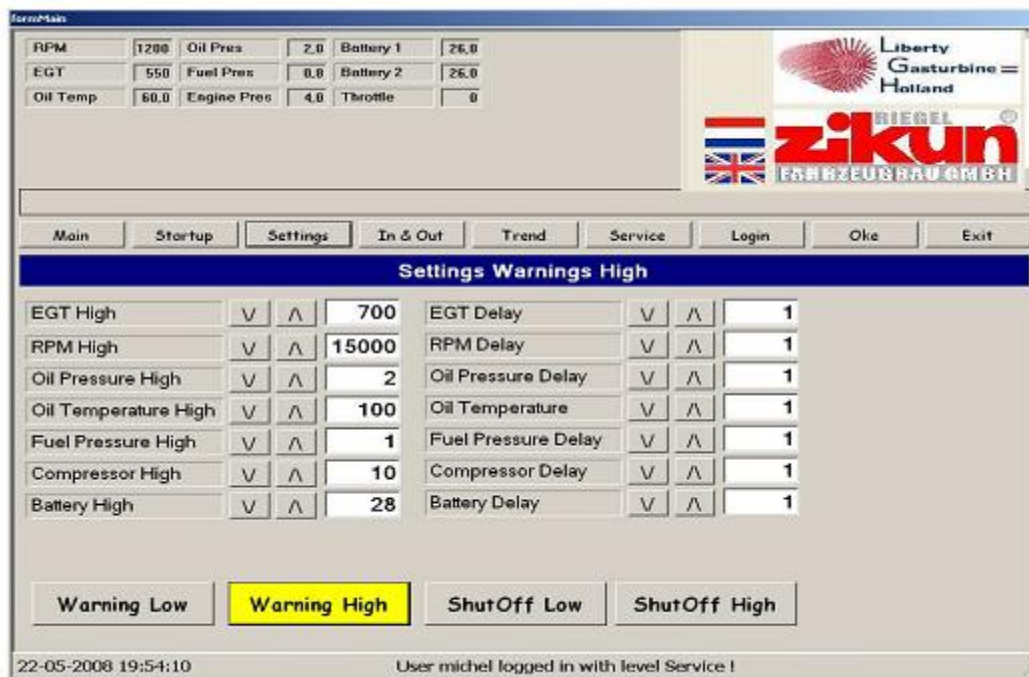 formMain
RPM 1200 Oil Pres 2,0 Battery 1 26,0
EGT 550 Fuel Pres 0,8 Battery 2 26,0
Oil Temp 60,0 Engine Pres 4,0 Throttle 0
Liberty
Gasturbine
Holland
RIEGEL
zikun ®
FAHRZEUGBAU GMBH
Main Startup Settings In & Out Trend Service Login Oke Exit
Settings Warnings High
EGT High \/ /\ 700 EGT Delay \/ /\ 1
RPM High \/ /\ 15000 RPM Delay \/ /\ 1
Oil Pressure High \/ /\ 2 Oil Pressure Delay \/ /\ 1
Oil Temperature High \/ /\ 100 Oil Temperature \/ /\ 1
Fuel Pressure High \/ /\ 1 Fuel Pressure Delay \/ /\ 1
Compressor High \/ /\ 10 Compressor Delay \/ /\ 1
Battery High \/ /\ 28 Battery Delay \/ /\ 1
Warning Low Warning High ShutOff Low ShutOff High
22-05-2008 19:54:10 User michel logged in with level Service !